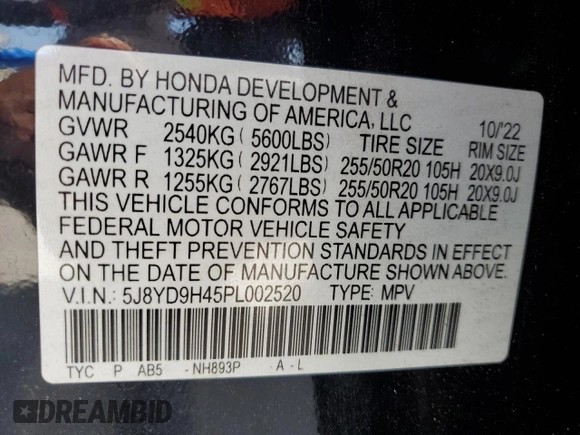 MFD. BY HONDA DEVELOPMENT &
MANUFACTURING OF AMERICA, LLC 10/'22
GVWR 2540KG ( 5600LBS) TIRE SIZE RIM SIZE
GAWR F 1325KG ( 2921LBS) 255/50R20 105H 20X9.0J
GAWR R 1255KG ( 2767LBS) 255/50R20 105H 20X9.0J
THIS VEHICLE CONFORMS TO ALL APPLICABLE
FEDERAL MOTOR VEHICLE SAFETY
AND THEFT PREVENTION STANDARDS IN EFFECT
ON THE DATE OF MANUFACTURE SHOWN ABOVE.
V.I.N.: 5J8YD9H45PL002520 TYPE: MPV
TYC P AB5 - NH893P A - L
DREAMBID